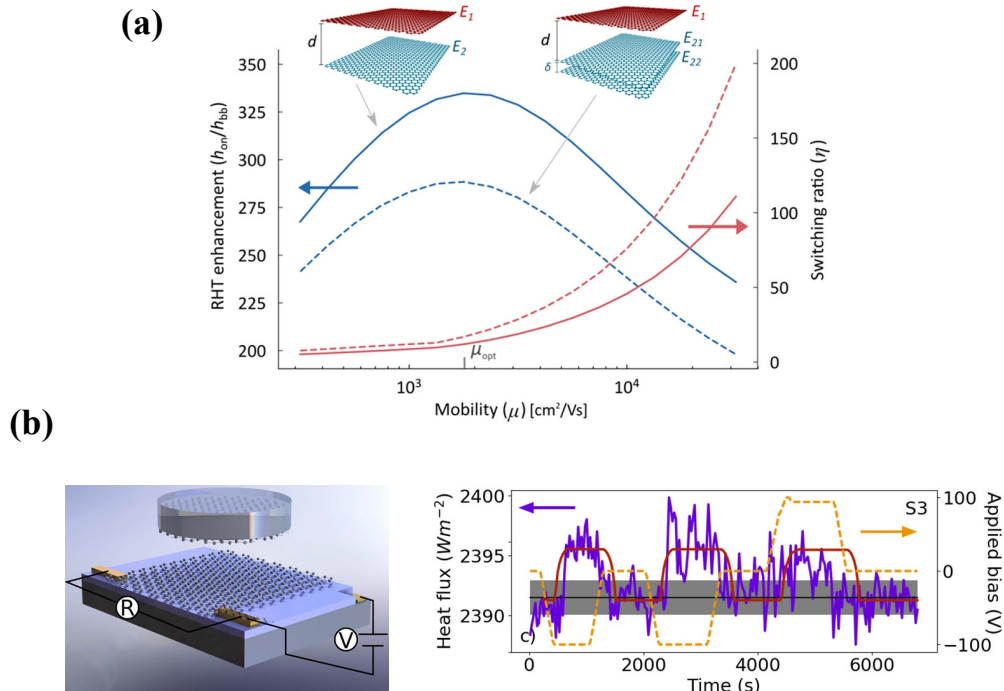 (a)
E1
d
E2
E1
d
E21
E22
δ
RHT enhancement (hon/hbb)
350
325
300
275
250
225
200
200
150
100
50
0
Switching ratio (η)
μopt
10³
10⁴
Mobility (μ) [cm²/Vs]
(b)
R
V
Heat flux (Wm⁻²)
2400
2395
2390
S3
c)
100
0
−100
Applied bias (V)
0
2000
4000
6000
Time (s)